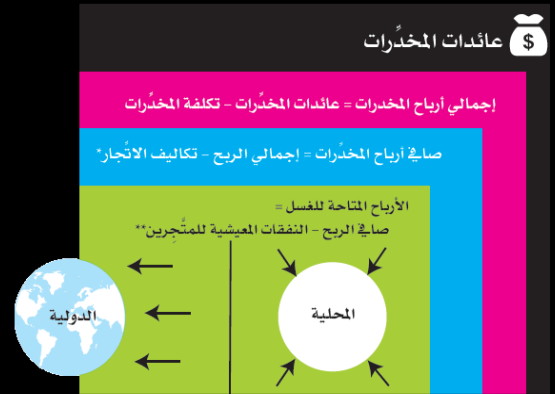 $ عائدات المخدِّرات
إجمالي أرباح المخدرات = عائدات المخدِّرات - تكلفة المخدِّرات
صافي أرباح المخدِّرات = إجمالي الربح - تكاليف الاتِّجار*
الأرباح المتاحة للغسل =
صافي الربح - النفقات المعيشية للمتَّجِرين**
المحلية
الدولية